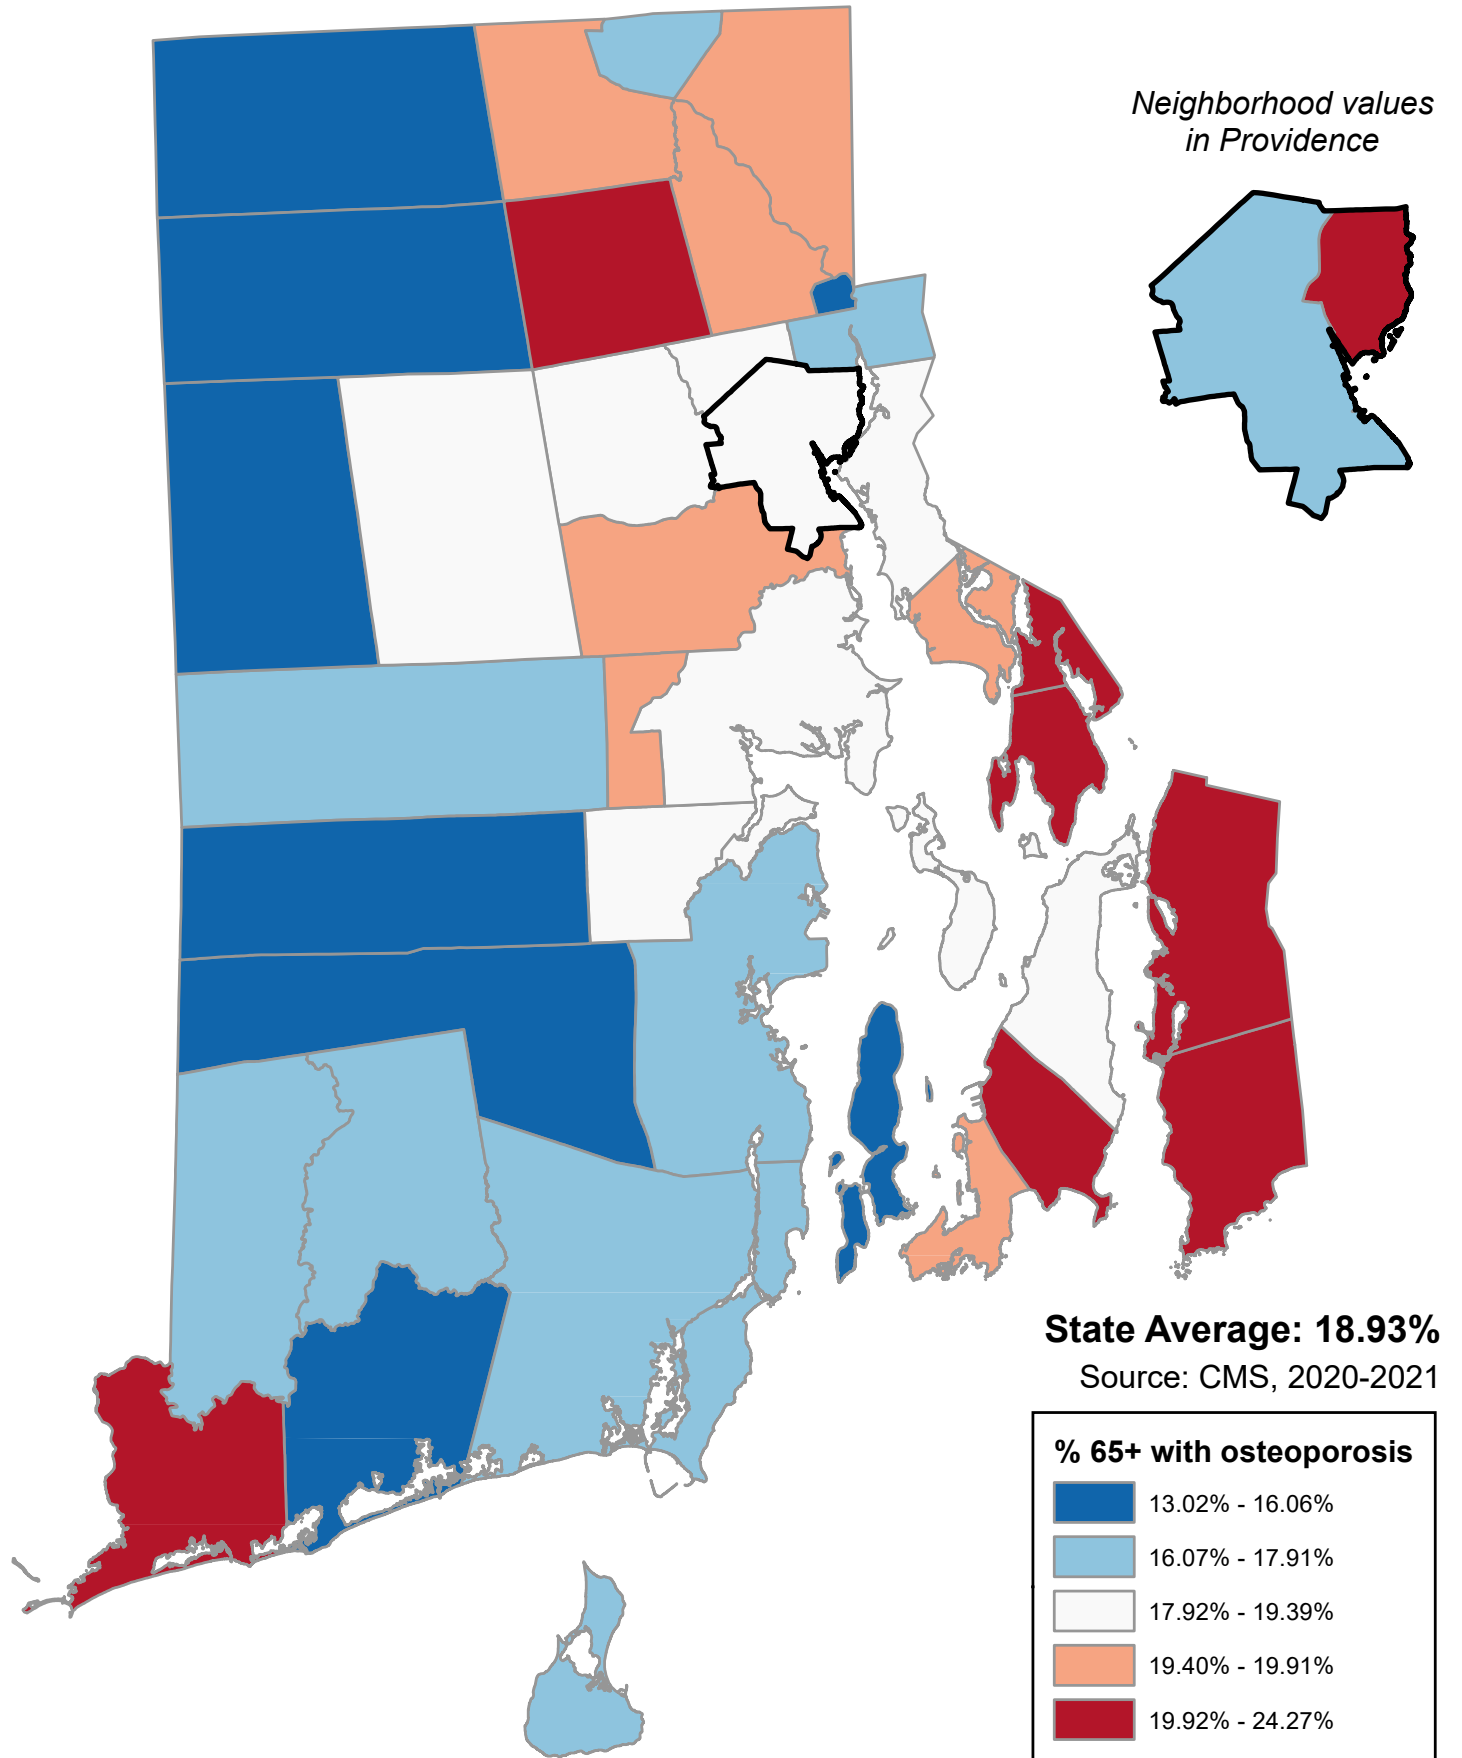 Neighborhood values
in Providence
State Average: 18.93%
Source: CMS, 2020-2021
% 65+ with osteoporosis
13.02% - 16.06%
16.07% - 17.91%
17.92% - 19.39%
19.40% - 19.91%
19.92% - 24.27%